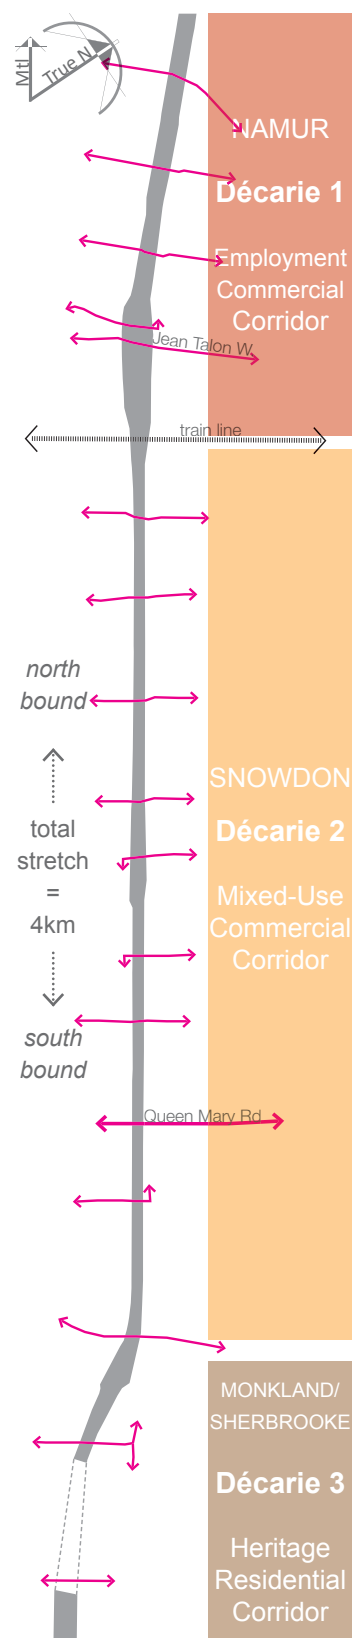 Mtl
True N
NAMUR
Décarie 1
Employment
Commercial
Corridor
Jean Talon W
train line
north
bound
total
stretch
=
4km
south
bound
SNOWDON
Décarie 2
Mixed-Use
Commercial
Corridor
Queen Mary Rd
MONKLAND/
SHERBROOKE
Décarie 3
Heritage
Residential
Corridor